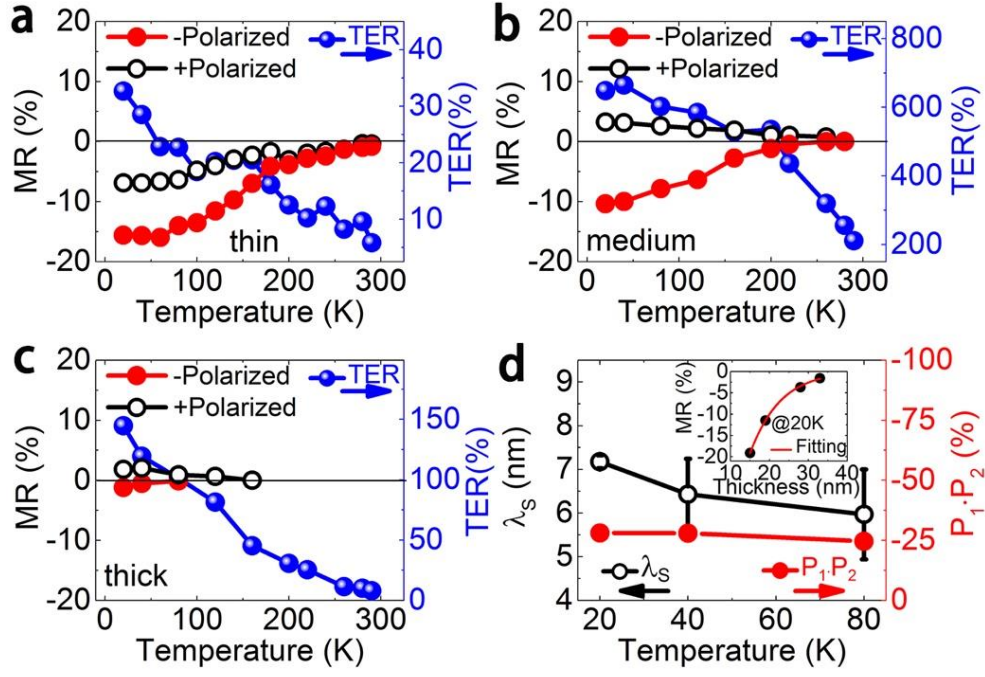 a
20
10
0
-10
-20
MR (%)
-Polarized
+Polarized
TER
thin
40
30
20
10
TER(%)
0 100 200 300
Temperature (K)
b
20
10
0
-10
-20
MR (%)
-Polarized
+Polarized
TER
medium
800
600
400
200
TER(%)
0 100 200 300
Temperature (K)
c
20
10
0
-10
-20
MR (%)
-Polarized
+Polarized
TER
thick
150
100
50
0
TER(%)
0 100 200 300
Temperature (K)
d
9
8
7
6
5
4
λS (nm)
MR (%)
0
-5
-10
-15
-20
@20K
Fitting
10 20 30 40
Thickness (nm)
λS
P1·P2
-100
-75
-50
-25
0
P1·P2 (%)
20 40 60 80
Temperature (K)